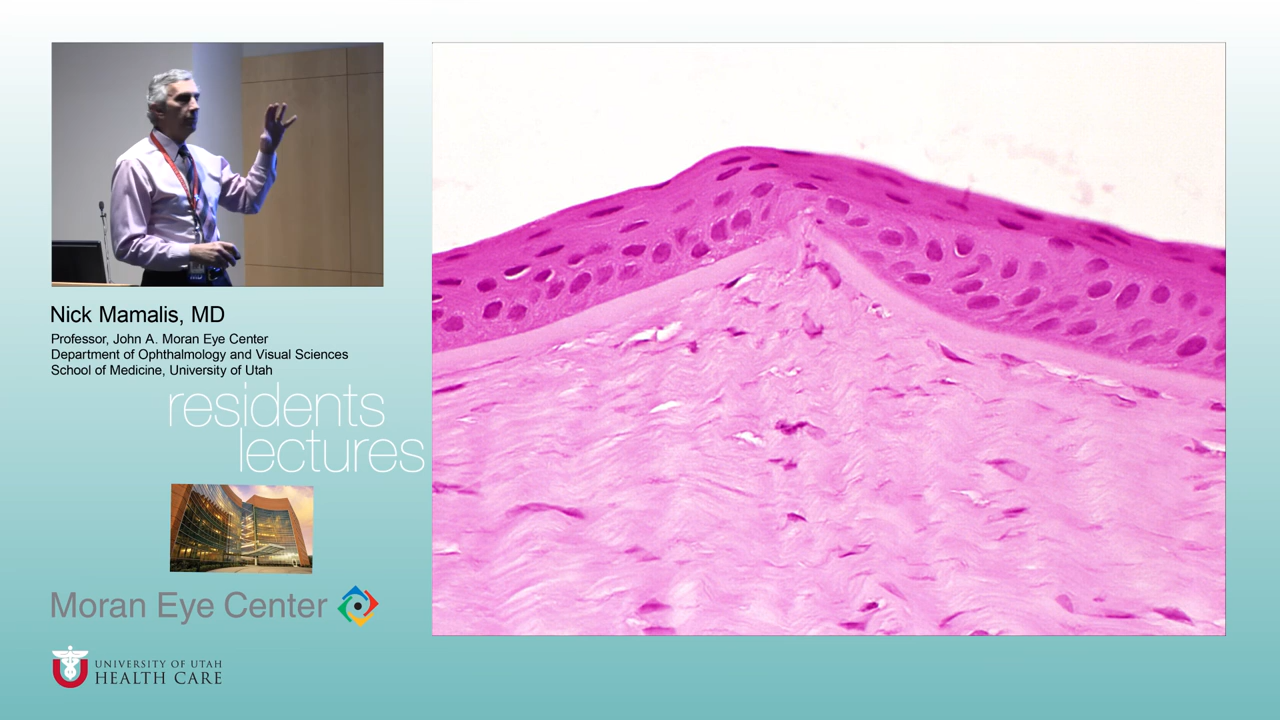 Nick Mamalis, MD
Professor, John A. Moran Eye Center
Department of Ophthalmology and Visual Sciences
School of Medicine, University of Utah
residents
lectures
Moran Eye Center
UNIVERSITY OF UTAH
HEALTH CARE